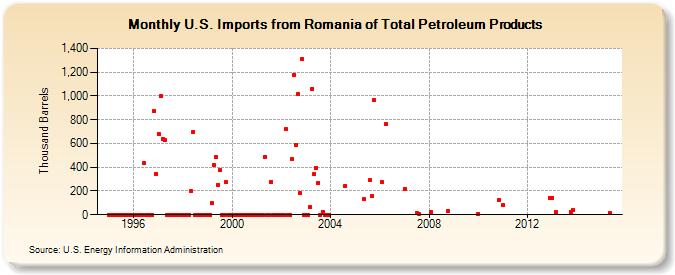 Monthly U.S. Imports from Romania of Total Petroleum Products
Thousand Barrels
1,400
1,200
1,000
800
600
400
200
0
1996 2000 2004 2008 2012
Source: U.S. Energy Information Administration